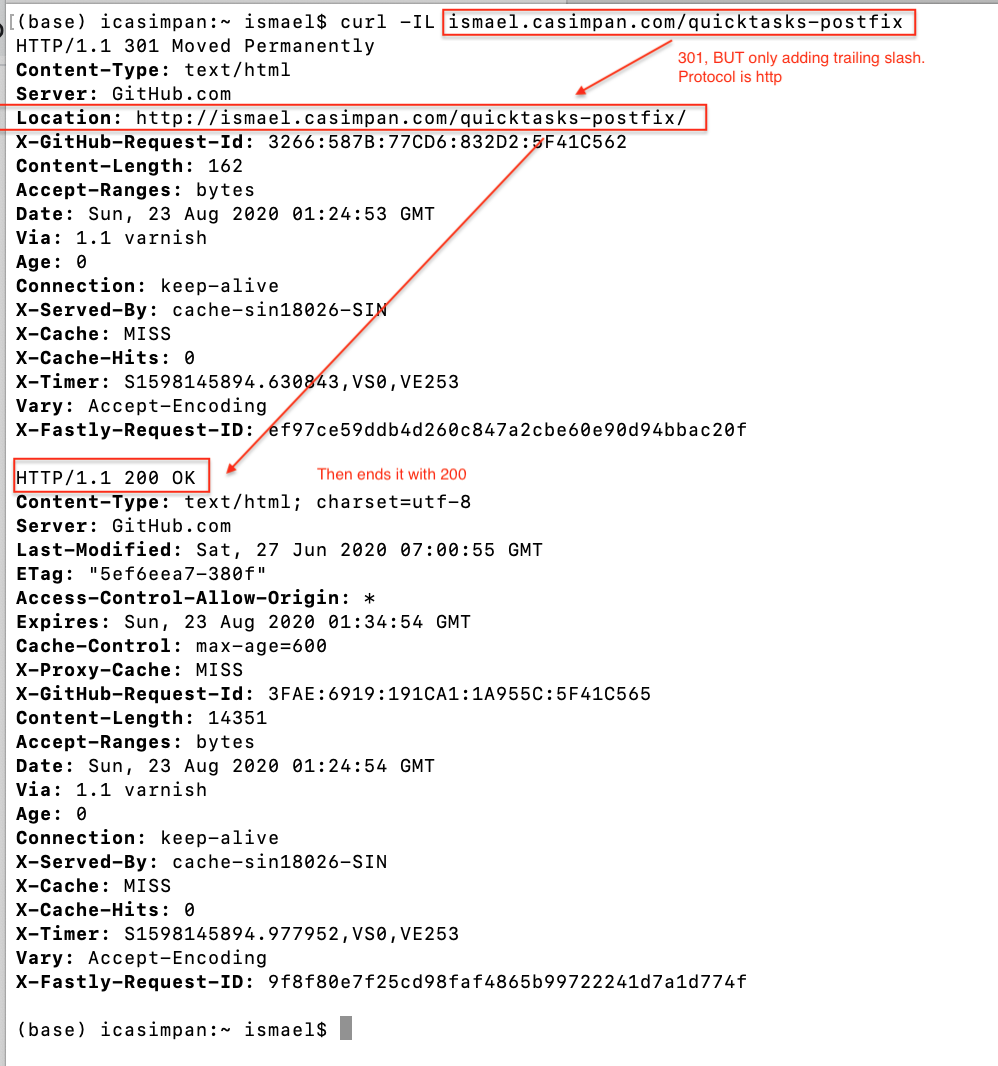 [(base) icasimpan:~ ismael$ curl -IL ismael.casimpan.com/quicktasks-postfix
HTTP/1.1 301 Moved Permanently
301, BUT only adding trailing slash.
Protocol is http
Content-Type: text/html
Server: GitHub.com
Location: http://ismael.casimpan.com/quicktasks-postfix/
X-GitHub-Request-Id: 3266:587B:77CD6:832D2:5F41C562
Content-Length: 162
Accept-Ranges: bytes
Date: Sun, 23 Aug 2020 01:24:53 GMT
Via: 1.1 varnish
Age: 0
Connection: keep-alive
X-Served-By: cache-sin18026-SIN
X-Cache: MISS
X-Cache-Hits: 0
X-Timer: S1598145894.630843,VS0,VE253
Vary: Accept-Encoding
X-Fastly-Request-ID: ef97ce59ddb4d260c847a2cbe60e90d94bbac20f
HTTP/1.1 200 OK
Then ends it with 200
Content-Type: text/html; charset=utf-8
Server: GitHub.com
Last-Modified: Sat, 27 Jun 2020 07:00:55 GMT
ETag: "5ef6eea7-380f"
Access-Control-Allow-Origin: *
Expires: Sun, 23 Aug 2020 01:34:54 GMT
Cache-Control: max-age=600
X-Proxy-Cache: MISS
X-GitHub-Request-Id: 3FAE:6919:191CA1:1A955C:5F41C565
Content-Length: 14351
Accept-Ranges: bytes
Date: Sun, 23 Aug 2020 01:24:54 GMT
Via: 1.1 varnish
Age: 0
Connection: keep-alive
X-Served-By: cache-sin18026-SIN
X-Cache: MISS
X-Cache-Hits: 0
X-Timer: S1598145894.977952,VS0,VE253
Vary: Accept-Encoding
X-Fastly-Request-ID: 9f8f80e7f25cd98faf4865b99722241d7a1d774f
(base) icasimpan:~ ismael$